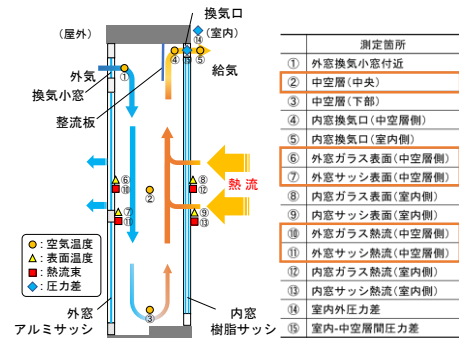 換気口
(屋外)
⑭
(室内)
④ ⑮ ⑤
外気
①
給気
換気小窓
整流板
⑥
⑩
⑧
⑫
熱流
②
⑦
⑪
⑨
⑬
:空気温度
:表面温度
:熱流束
:圧力差
③
外窓
アルミサッシ
内窓
樹脂サッシ
測定箇所
① 外窓換気小窓付近
② 中空層(中央)
③ 中空層(下部)
④ 内窓換気口(中空層側)
⑤ 内窓換気口(室内側)
⑥ 外窓ガラス表面(中空層側)
⑦ 外窓サッシ表面(中空層側)
⑧ 内窓ガラス表面(室内側)
⑨ 内窓サッシ表面(室内側)
⑩ 外窓ガラス熱流(中空層側)
⑪ 外窓サッシ熱流(中空層側)
⑫ 内窓ガラス熱流(室内側)
⑬ 内窓サッシ熱流(室内側)
⑭ 室内外圧力差
⑮ 室内-中空層間圧力差